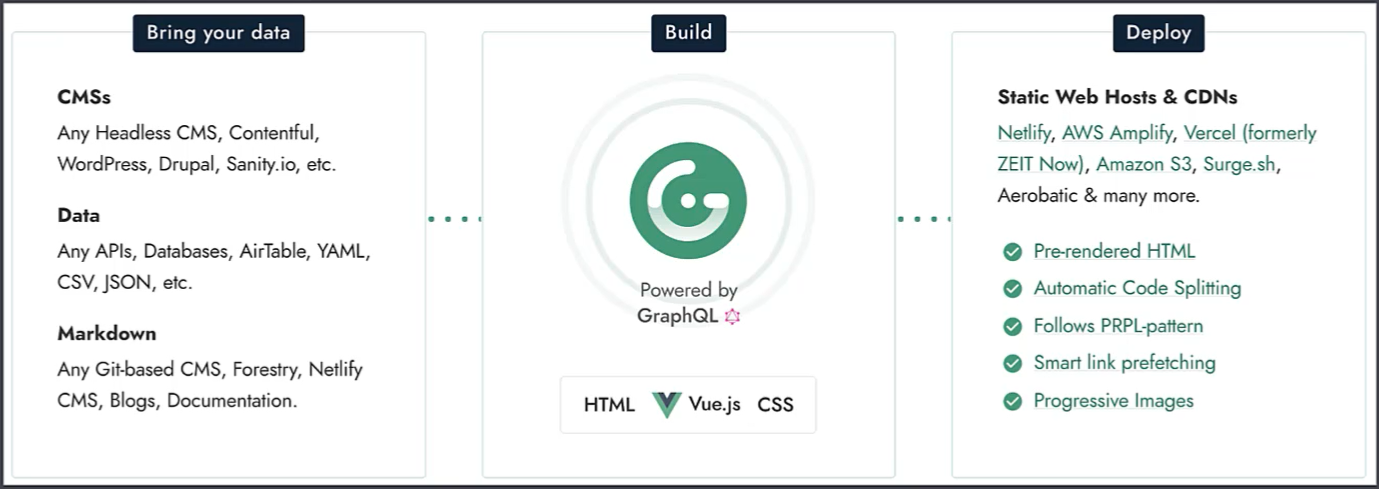 Bring your data
CMSs
Any Headless CMS, Contentful,
WordPress, Drupal, Sanity.io, etc.
Data
Any APIs, Databases, AirTable, YAML,
CSV, JSON, etc.
Markdown
Any Git-based CMS, Forestry, Netlify
CMS, Blogs, Documentation.
Build
Powered by
GraphQL
HTML Vue.js CSS
Deploy
Static Web Hosts & CDNs
Netlify, AWS Amplify, Vercel (formerly
ZEIT Now), Amazon S3, Surge.sh,
Aerobatic & many more.
Pre-rendered HTML
Automatic Code Splitting
Follows PRPL-pattern
Smart link prefetching
Progressive Images